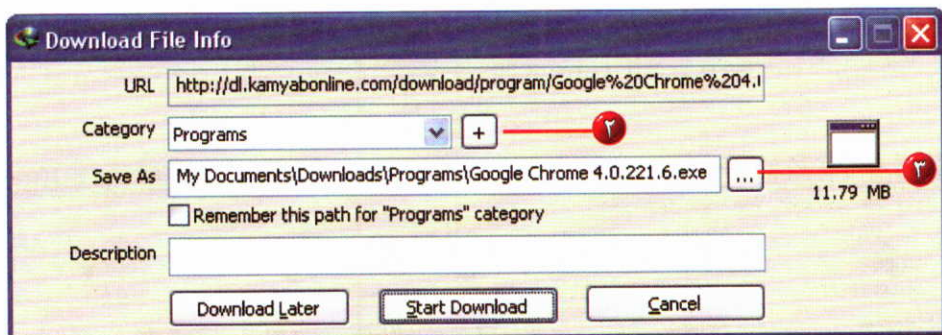 Download File Info
URL http://dl.kamyabonline.com/download/program/Google%20Chrome%204.
Category Programs + ۲
Save As My Documents\Downloads\Programs\Google Chrome 4.0.221.6.exe ... ۳
11.79 MB
Remember this path for "Programs" category
Description
Download Later Start Download Cancel